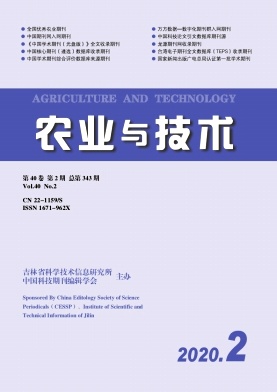 ● 全国优秀农业期刊
● 中国期刊网入网期刊
● 《中国学术期刊（光盘版）》全文收录期刊
● 中国核心期刊（遴选）数据库收录期刊
● 中国学术期刊综合评价数据库来源期刊
● 万方数据—数字化期刊群入网期刊
● 中国科技论文引文数据库期刊源
● 龙源期刊网收录期刊
● 台湾电子期刊全文数据库（TEPS）收录期刊
● 国家新闻出版广电总局认证第一批学术期刊
AGRICULTURE AND TECHNOLOGY
农业与技术
第 40 卷 第 2 期 总第 343 期
Vol.40 No.2
CN 22-1159/S
ISSN 1671-962X
吉林省科学技术信息研究所
中国科技期刊编辑学会
主办
Sponsored By China Editology Society of Science
Periodicals（CESSP）、Institute of Scientific and
Technical Information of Jilin
2020.2